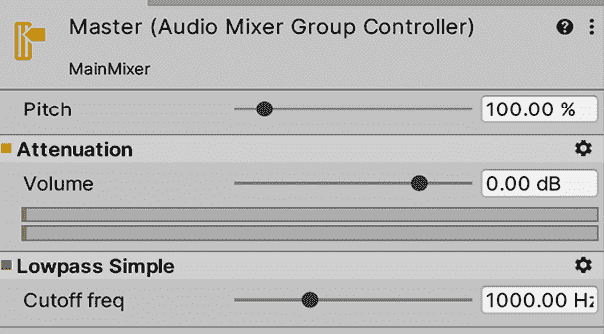 Master (Audio Mixer Group Controller)
MainMixer
Pitch 100.00 %
Attenuation
Volume 0.00 dB
Lowpass Simple
Cutoff freq 1000.00 Hz